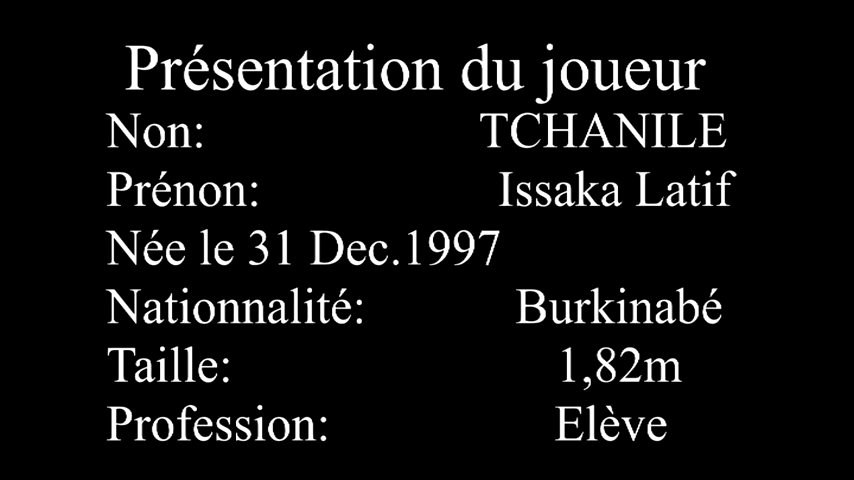 Présentation du joueur
Non: TCHANILE
Prénon: Issaka Latif
Née le 31 Dec.1997
Nationnalité: Burkinabé
Taille: 1,82m
Profession: Elève